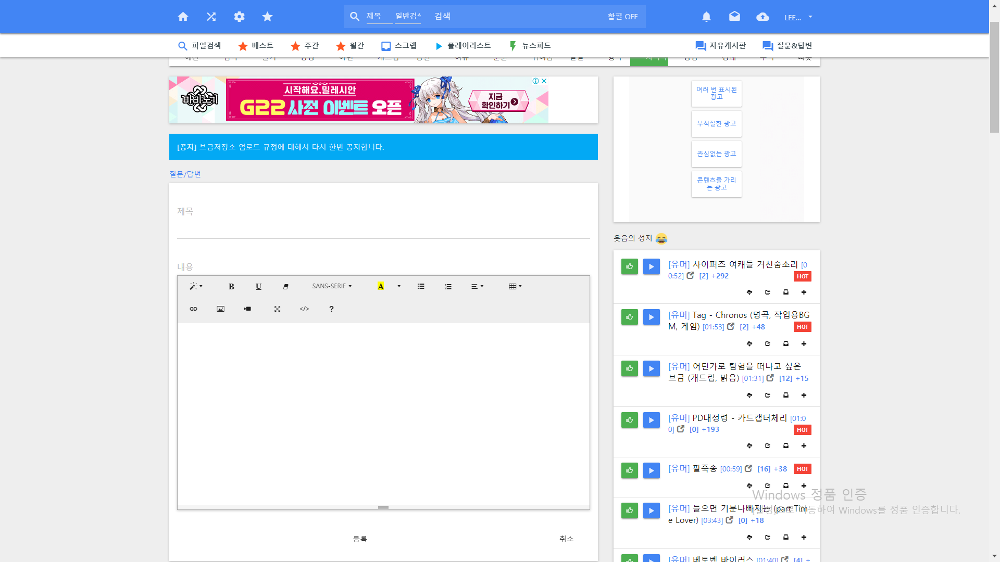 제목 일반검색 검색 합필 OFF LEE...
파일검색 베스트 주간 월간 스크랩 플레이리스트 뉴스피드 자유게시판 질문&답변
마비노기
시작해요,밀레시안
G22 사전 이벤트 오픈
지금
확인하기
여러 번 표시된
광고
부적절한 광고
관심없는 광고
콘텐츠를 가리
는 광고
[공지] 브금저장소 업로드 규정에 대해서 다시 한번 공지합니다.
질문/답변
제목
내용
B U SANS-SERIF A
</> ?
등록 취소
웃음의 성지
[유머] 사이퍼즈 여캐들 거친숨소리 [0
0:52] [2] +292 HOT
[유머] Tag - Chronos (명곡, 작업용BG
M, 게임) [01:53] [2] +48 HOT
[유머] 어딘가로 탐험을 떠나고 싶은
브금 (개드립, 밝음) [01:31] [12] +15
[유머] PD대정령 - 카드캡터체리 [01:0
0] [0] +193 HOT
[유머] 팥죽송 [00:59] [16] +38 HOT
[유머] 들으면 기분나빠지는 (part Tim
e Lover) [03:43] [0] +18
[유머] 베토벤 바이러스 [01:40] [4] +
Windows 정품 인증
[설정]으로 이동하여 Windows를 정품 인증합니다.